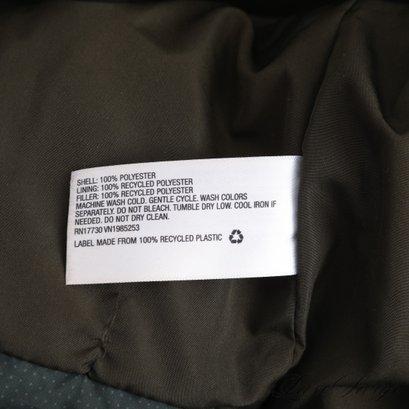 SHELL: 100% POLYESTER
LINING: 100% RECYCLED POLYESTER
FILLER: 100% RECYCLED POLYESTER
MACHINE WASH COLD. GENTLE CYCLE. WASH COLORS
SEPARATELY. DO NOT BLEACH. TUMBLE DRY LOW. COOL IRON IF
NEEDED. DO NOT DRY CLEAN.
RN17730 VN1985253
LABEL MADE FROM 100% RECYCLED PLASTIC